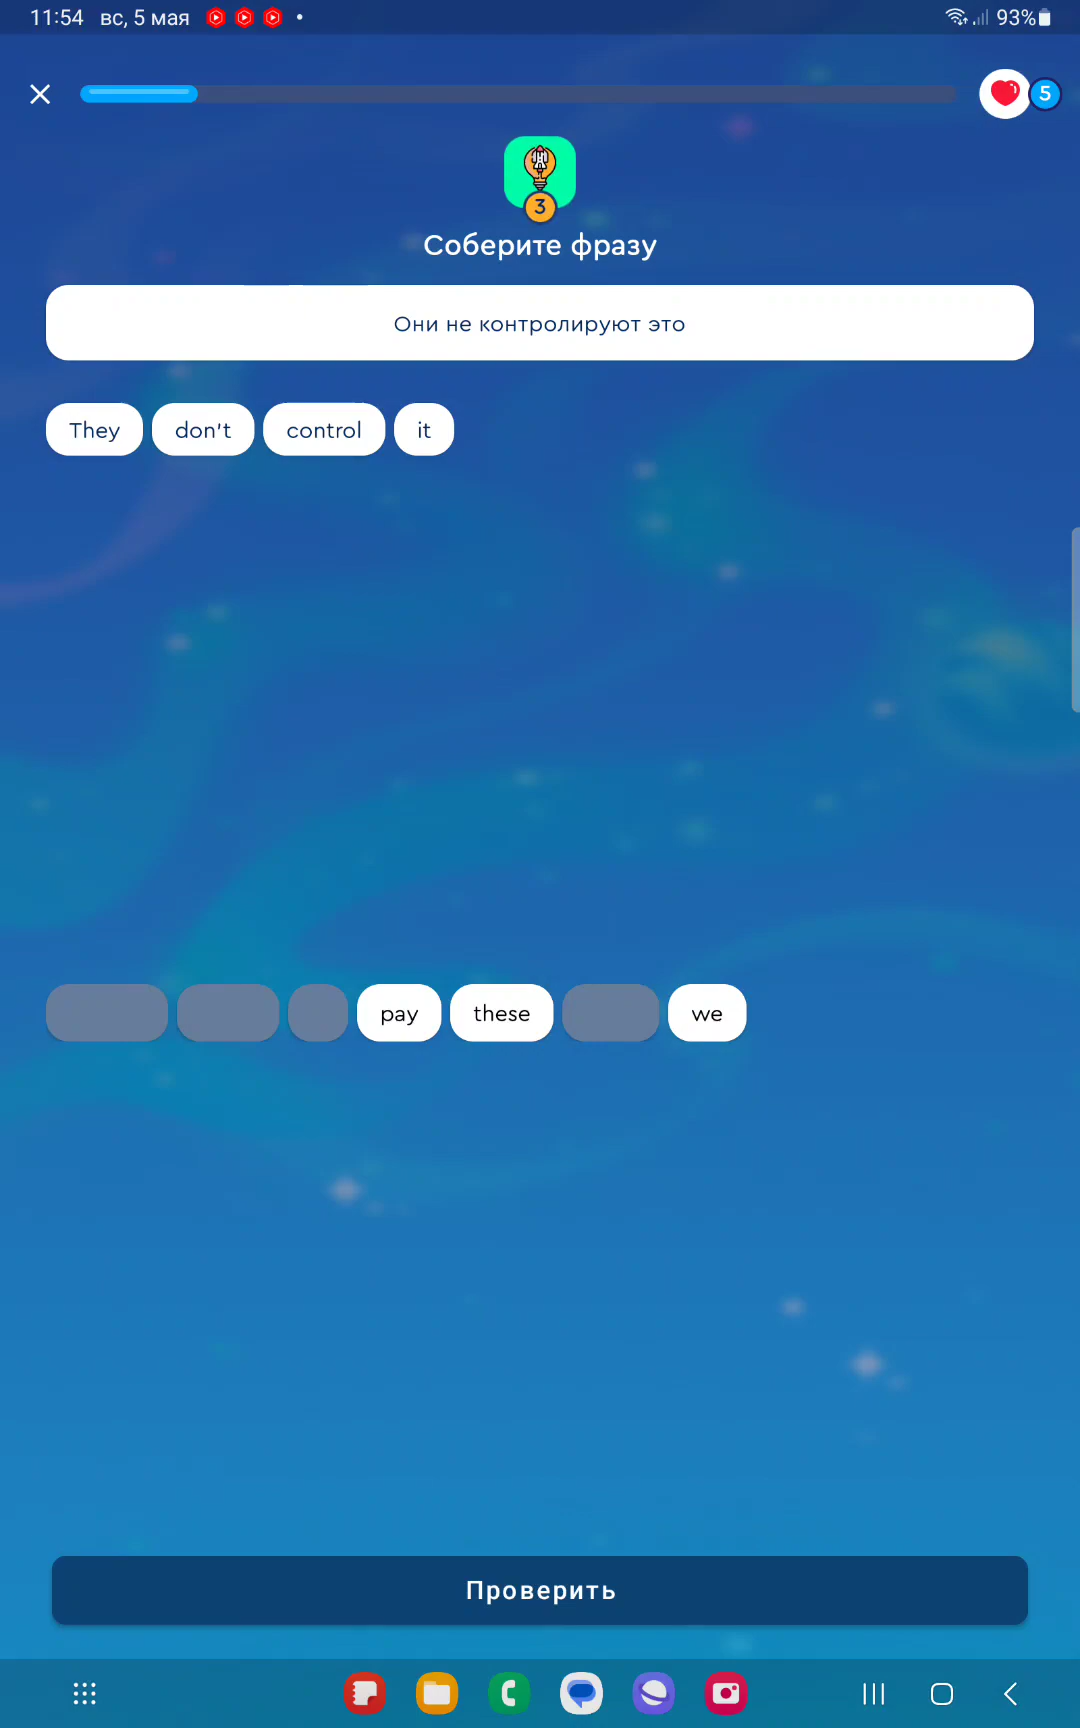 11:54 вс, 5 мая 93%
5
3
Соберите фразу
Они не контролируют это
They don't control it
pay these we
Проверить